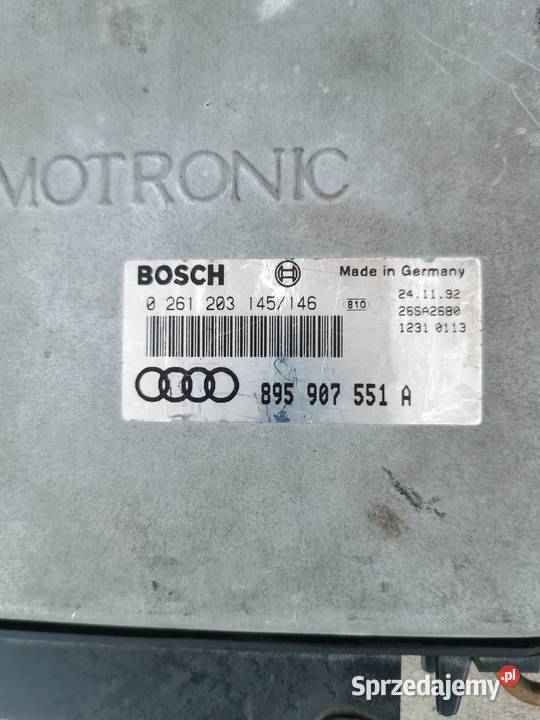 MOTRONIC
BOSCH
Made in Germany
0 261 203 145/146
810
24.11.92
26SA2680
1231 0113
895 907 551 A
Sprzedajemy.pl